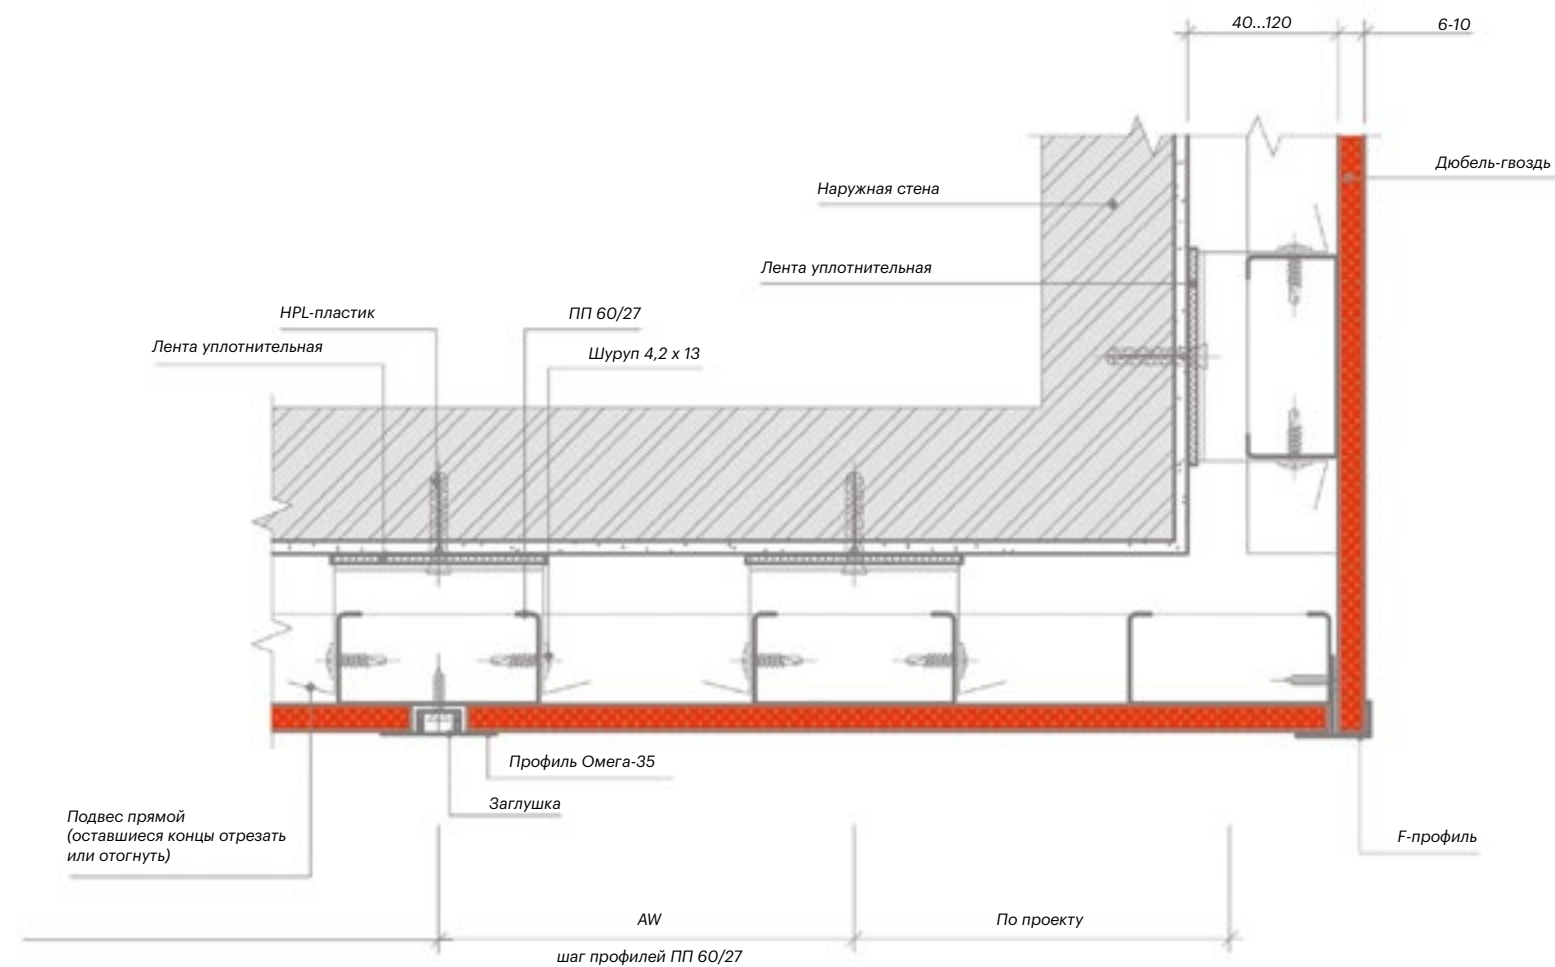 40...120
6-10
Дюбель-гвоздь
Наружная стена
Лента уплотнительная
HPL-пластик
ПП 60/27
Лента уплотнительная
Шуруп 4,2 х 13
Профиль Омега-35
Заглушка
Подвес прямой
(оставшиеся концы отрезать
или отогнуть)
F-профиль
AW
По проекту
шаг профилей ПП 60/27